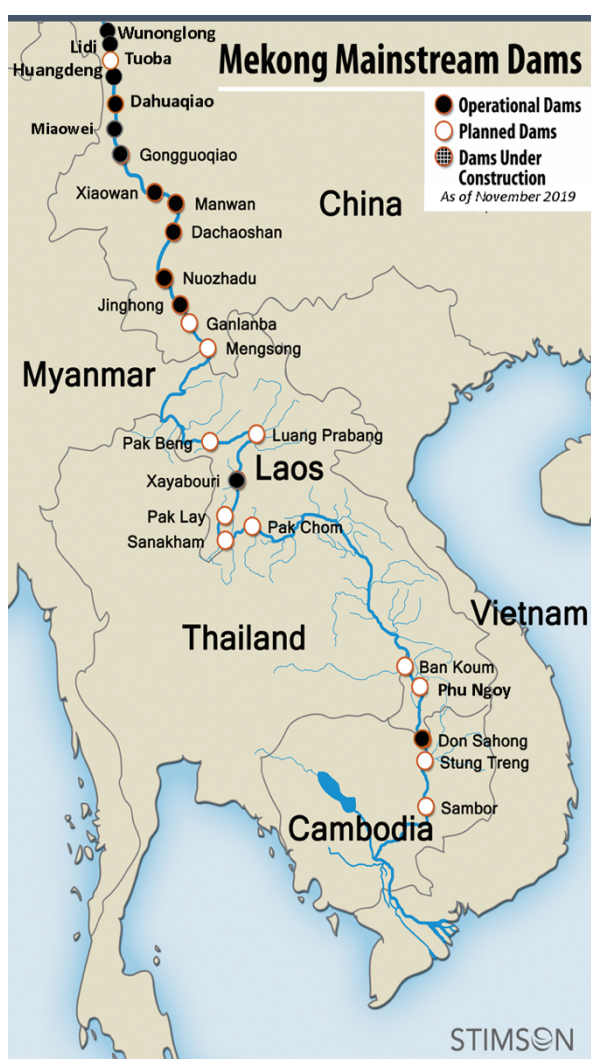 Mekong Mainstream Dams
Operational Dams
Planned Dams
Dams Under
Construction
As of November 2019
Wunonglong
Lidi
Tuoba
Huangdeng
Dahuaqiao
Miaowei
Gongguoqiao
Xiaowan
Manwan
China
Dachaoshan
Nuozhadu
Jinghong
Ganlanba
Mengsong
Myanmar
Pak Beng
Luang Prabang
Laos
Xayabouri
Pak Lay
Pak Chom
Sanakham
Vietnam
Thailand
Ban Koum
Phu Ngoy
Don Sahong
Stung Treng
Sambor
Cambodia
STIMSON